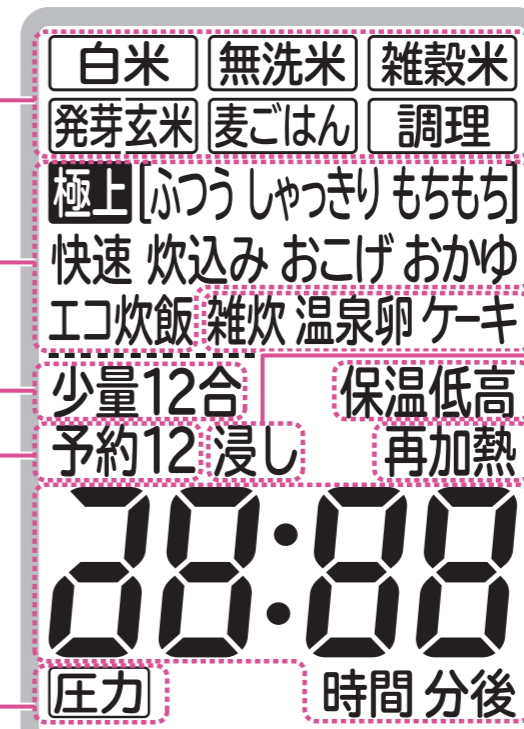 白米 無洗米 雑穀米
発芽玄米 麦ごはん 調理
極上 [ふつう しゃっきり もちもち]
快速 炊込み おこげ おかゆ
エコ炊飯 雑炊 温泉卵 ケーキ
少量12合 保温低高
予約12 浸し 再加熱
28:88
圧力 時間 分後